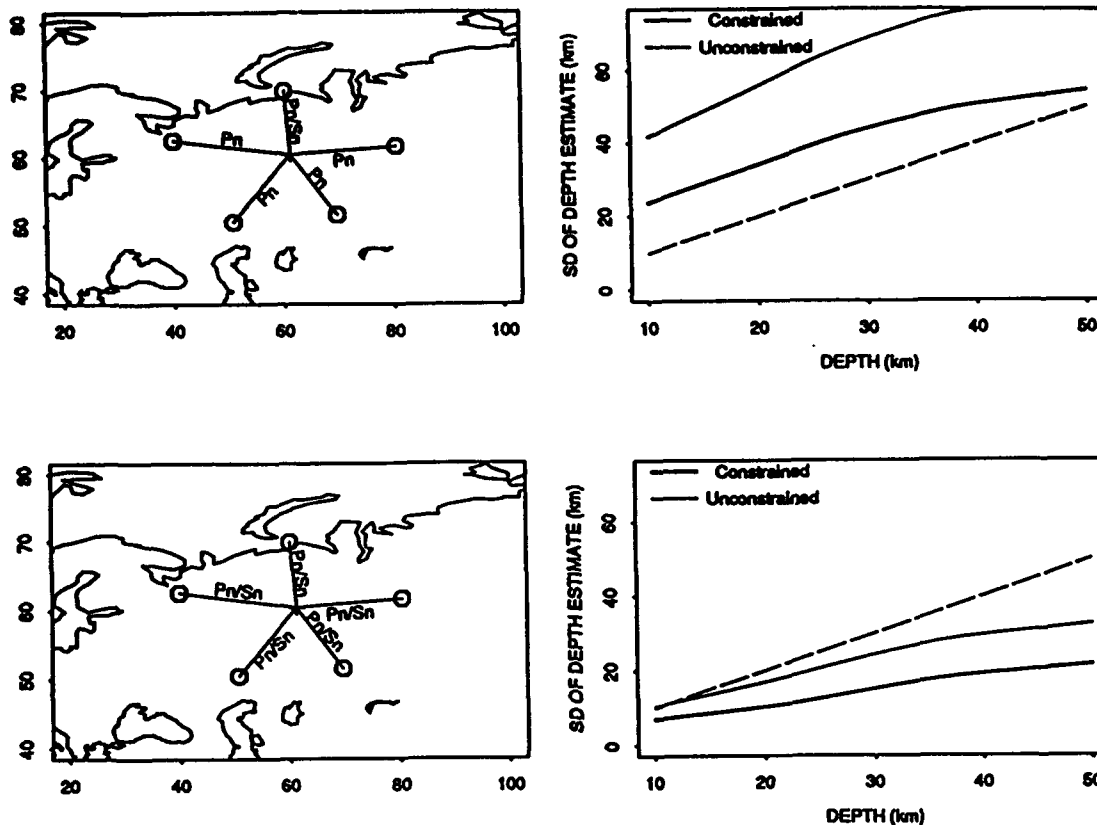 80
70
60
50
40
20
40
60
80
100
Pn/Sn
Pn
Pn
Pn
Pn
Constrained
Unconstrained
SD OF DEPTH ESTIMATE (km)
60
40
20
0
10
20
30
40
50
DEPTH (km)
80
70
60
50
40
20
40
60
80
100
Pn/Sn
Pn/Sn
Pn/Sn
Pn/Sn
Pn/Sn
Constrained
Unconstrained
SD OF DEPTH ESTIMATE (km)
60
40
20
0
10
20
30
40
50
DEPTH (km)